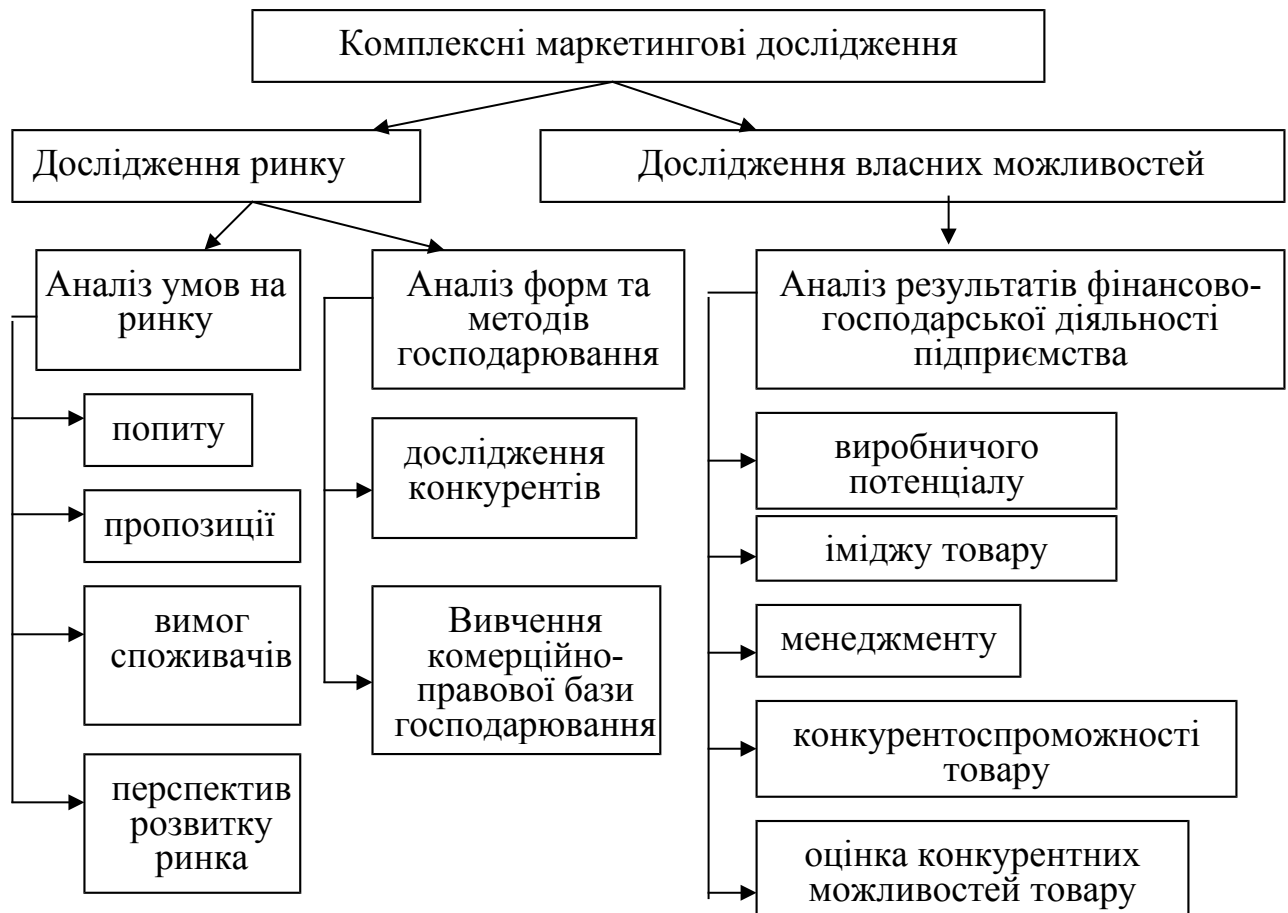 Комплексні маркетингові дослідження
Дослідження ринку
Дослідження власних можливостей
Аналіз умов на
ринку
попиту
пропозиції
вимог
споживачів
перспектив
розвитку
ринка
Аналіз форм та
методів
господарювання
дослідження
конкурентів
Вивчення
комерційно-
правової бази
господарювання
Аналіз результатів фінансово-
господарської діяльності
підприємства
виробничого
потенціалу
іміджу товару
менеджменту
конкурентоспроможності
товару
оцінка конкурентних
можливостей товару